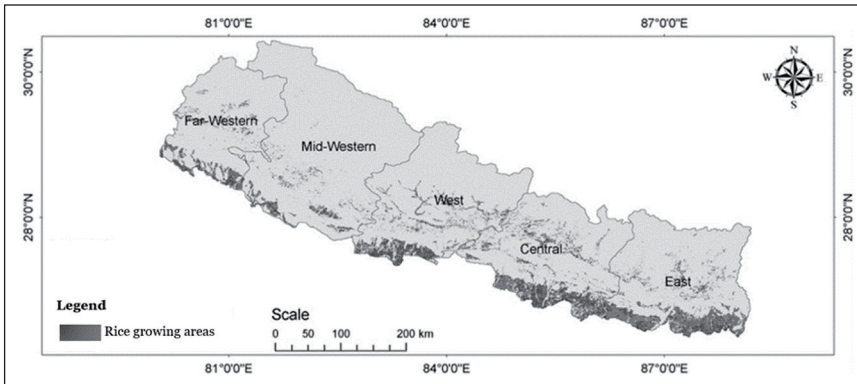 81°0'0"E 84°0'0"E 87°0'0"E
30°0'0"N 30°0'0"N
N
W E
S
Far-Western
Mid-Western
West
28°0'0"N 28°0'0"N
Central
East
Legend
Rice growing areas
Scale
0 50 100 200 km
81°0'0"E 84°0'0"E 87°0'0"E